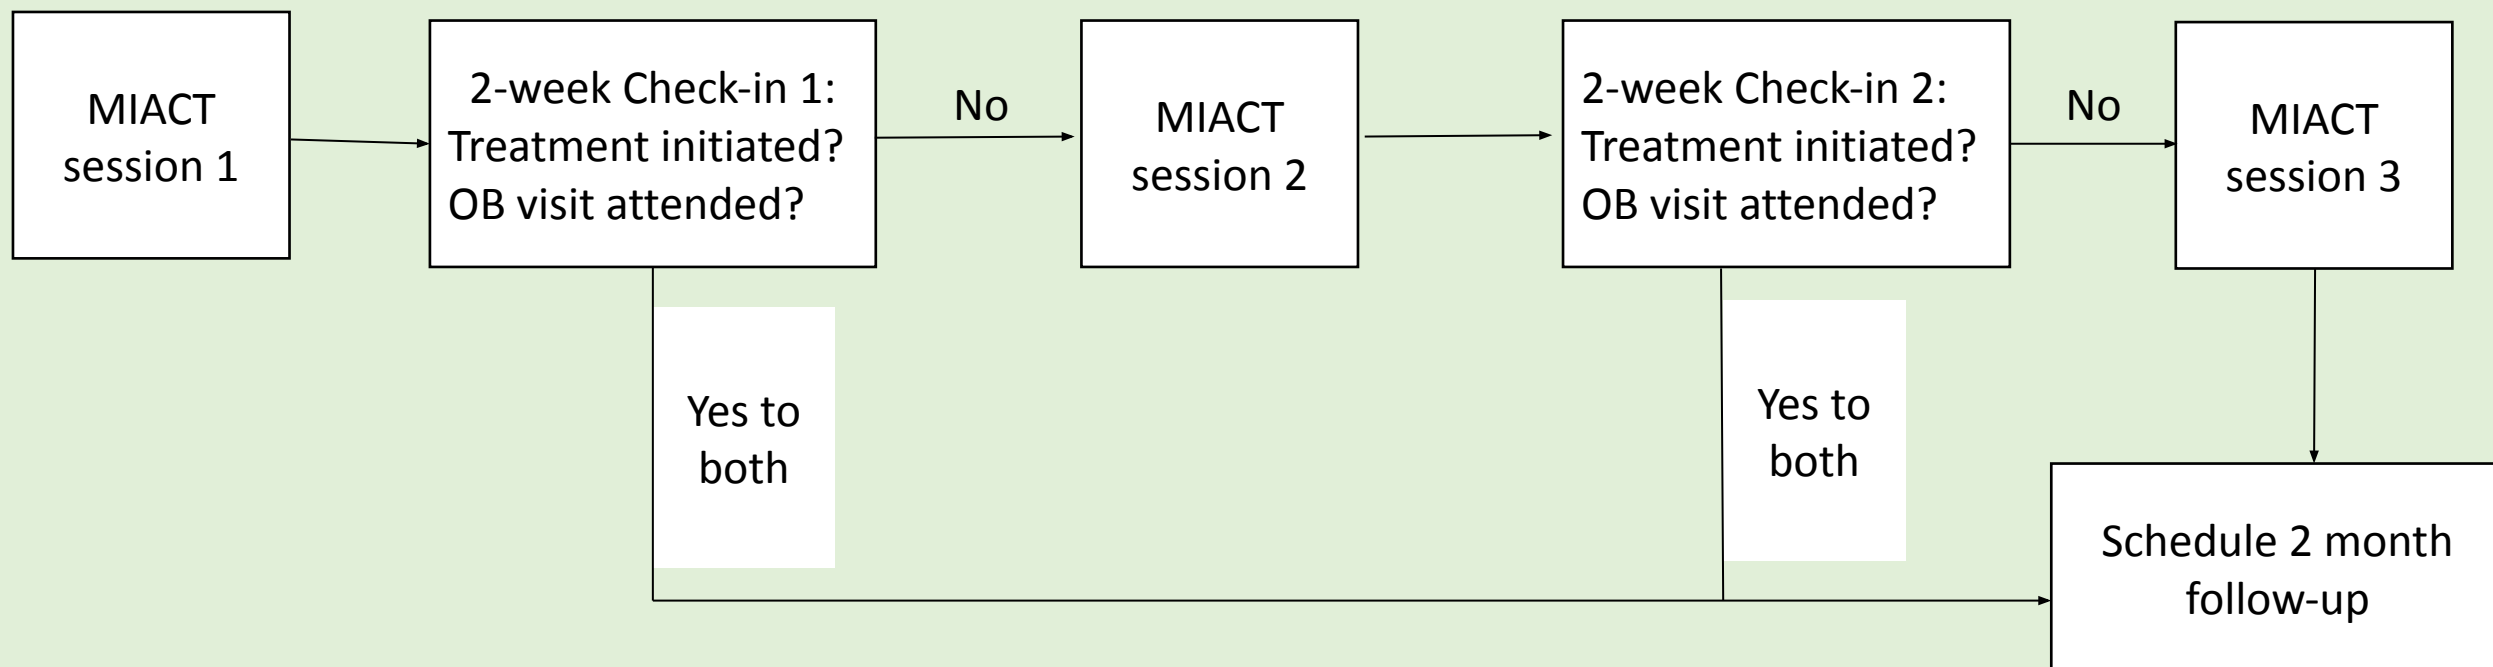 MIACT
session 1
2-week Check-in 1:
Treatment initiated?
OB visit attended?
No
MIACT
session 2
2-week Check-in 2:
Treatment initiated?
OB visit attended?
No
MIACT
session 3
Yes to
both
Yes to
both
Schedule 2 month
follow-up